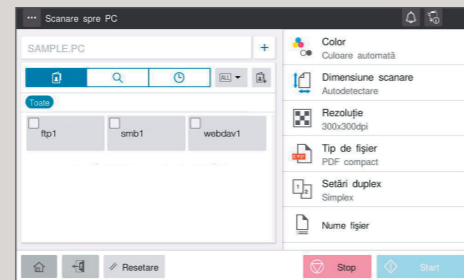 Scanare spre PC
SAMPLE.PC
+
ALL
Toate
ftp1
smb1
webdav1
Color
Culoare automată
Dimensiune scanare
Autodetectare
Rezoluție
300x300dpi
Tip de fișier
PDF compact
Setări duplex
Simplex
Nume fișier
Resetare
Stop
Start